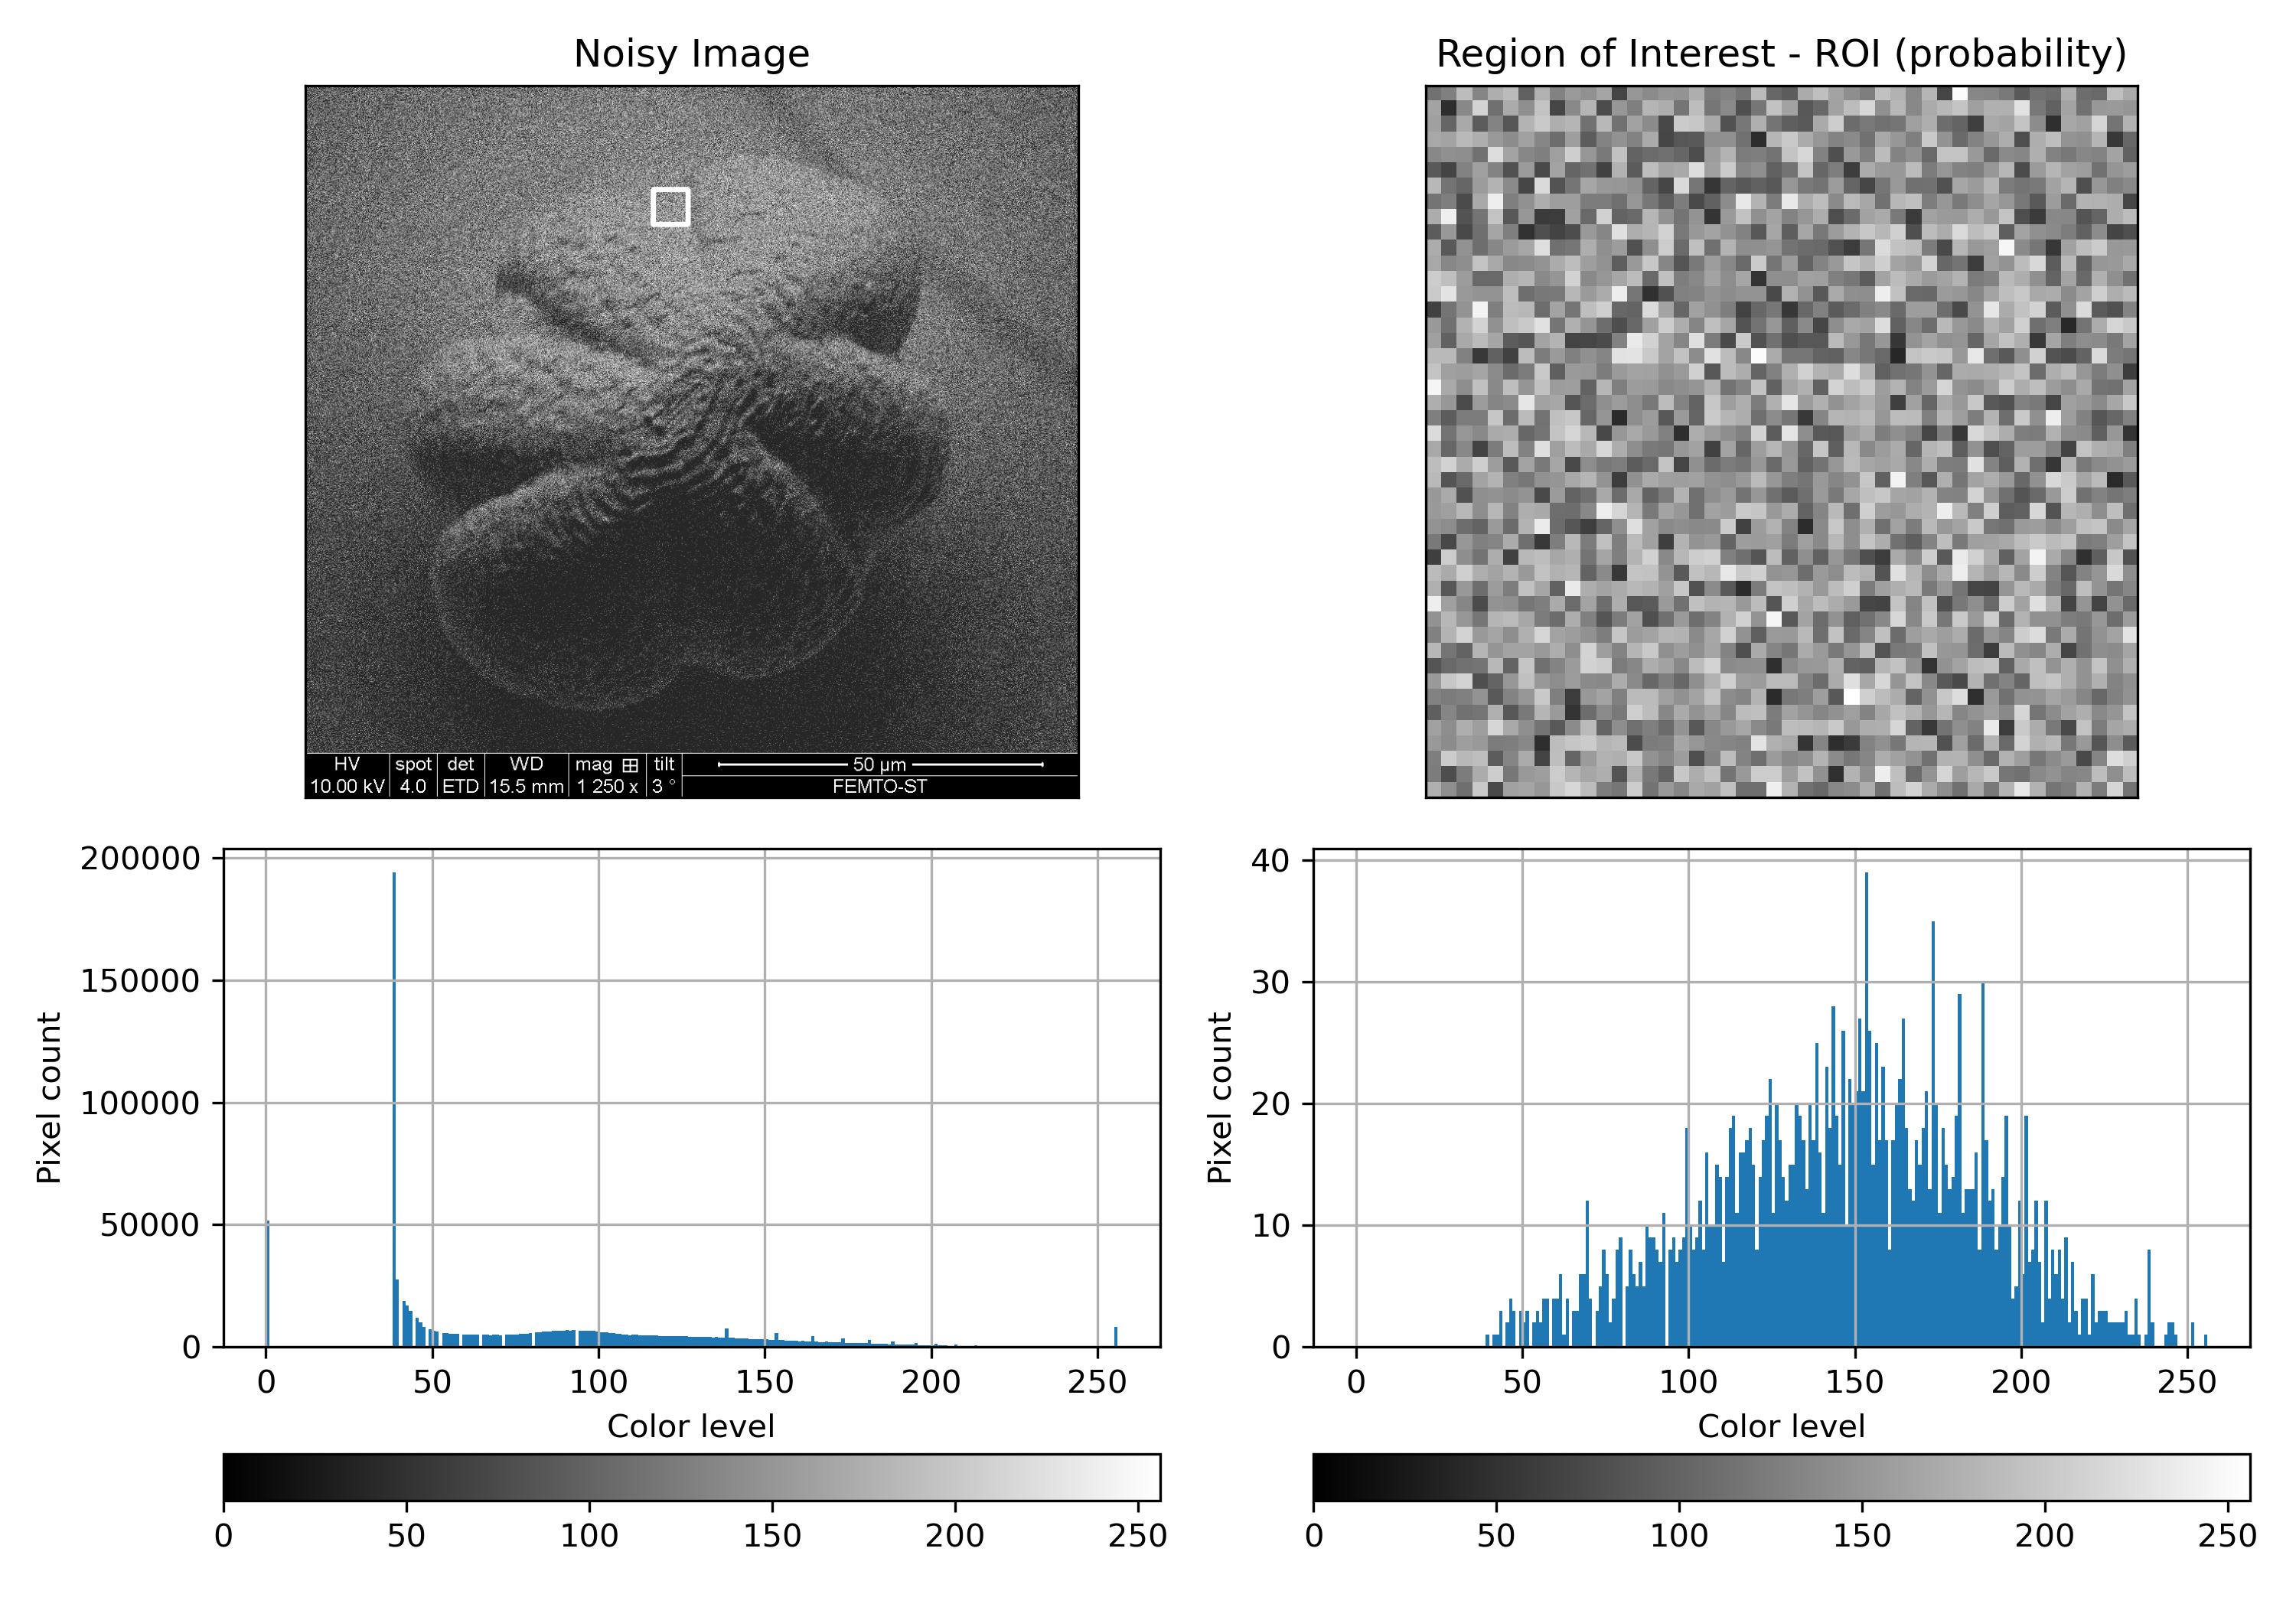 Noisy Image
Region of Interest - ROI (probability)
HV spot det WD mag tilt 50 µm
10.00 kV 4.0 ETD 15.5 mm 1 250 x 3 ° FEMTO-ST
200000
150000
100000
50000
0
Pixel count
0 50 100 150 200 250
Color level
0 50 100 150 200 250
40
30
20
10
0
Pixel count
0 50 100 150 200 250
Color level
0 50 100 150 200 250